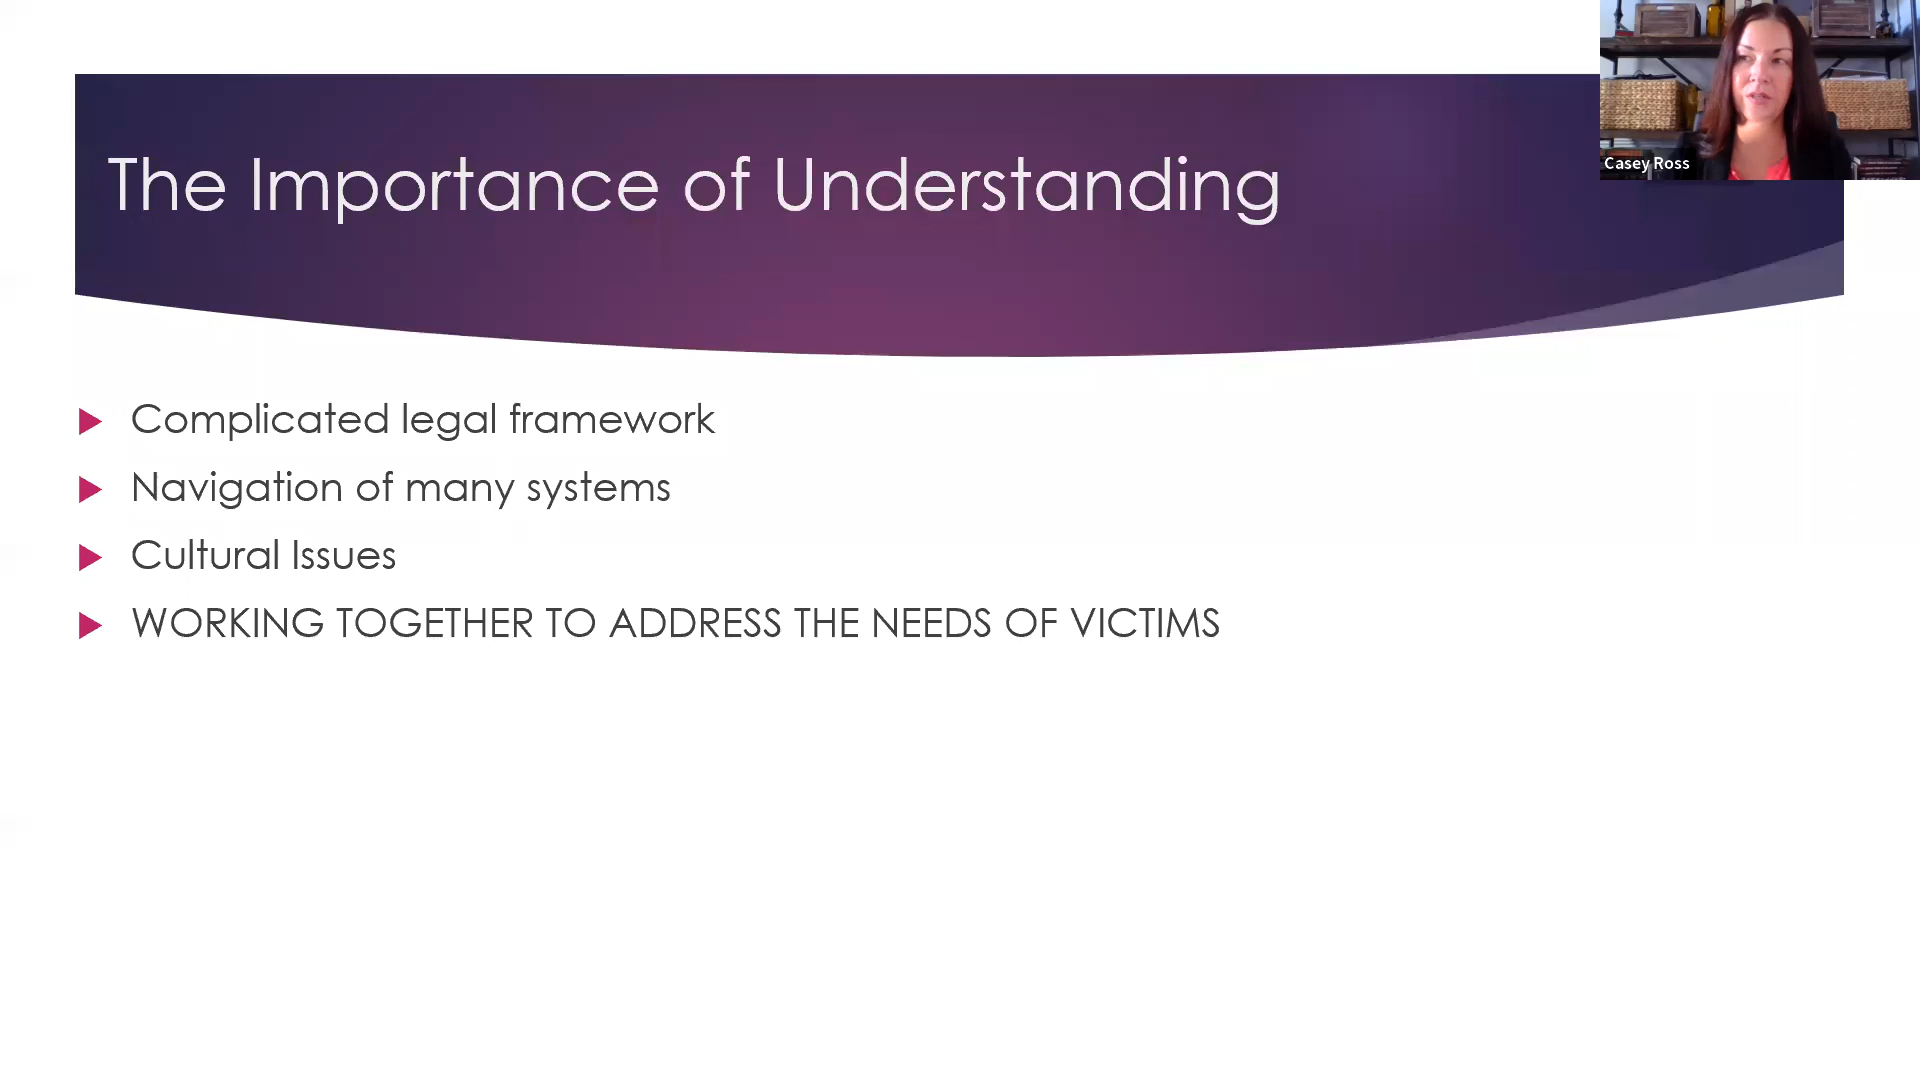 The Importance of Understanding
Casey Ross
Complicated legal framework
Navigation of many systems
Cultural Issues
WORKING TOGETHER TO ADDRESS THE NEEDS OF VICTIMS